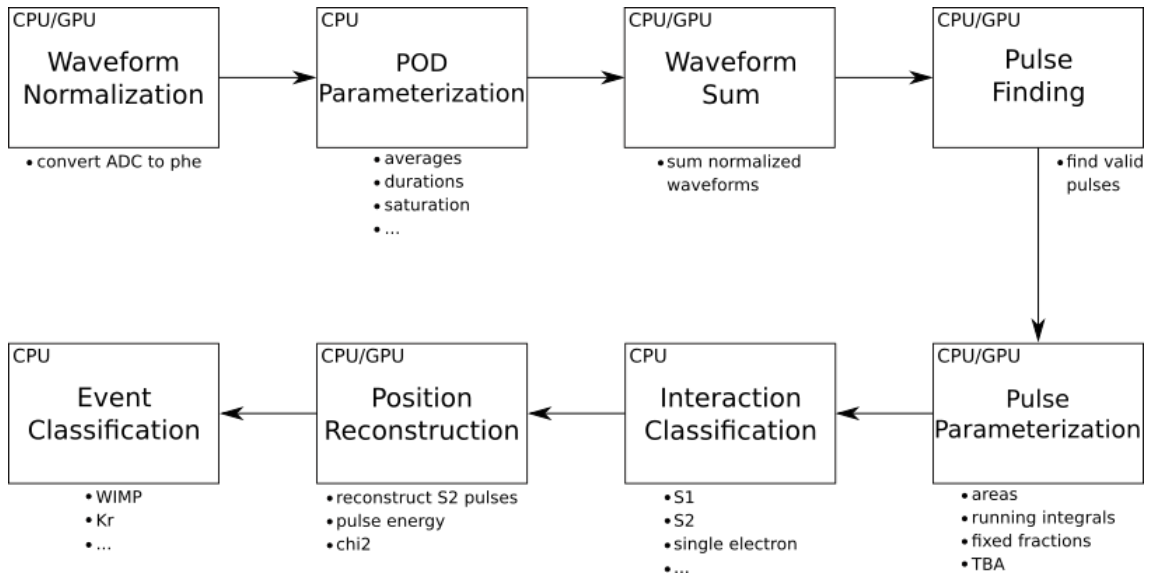 CPU/GPU
Waveform
Normalization
• convert ADC to phe
CPU
POD
Parameterization
• averages
• durations
• saturation
• ...
CPU/GPU
Waveform
Sum
• sum normalized
waveforms
CPU/GPU
Pulse
Finding
• find valid
pulses
CPU/GPU
Pulse
Parameterization
• areas
• running integrals
• fixed fractions
• TBA
CPU
Interaction
Classification
• S1
• S2
• single electron
• ...
CPU/GPU
Position
Reconstruction
• reconstruct S2 pulses
• pulse energy
• chi2
CPU
Event
Classification
• WIMP
• Kr
• ...